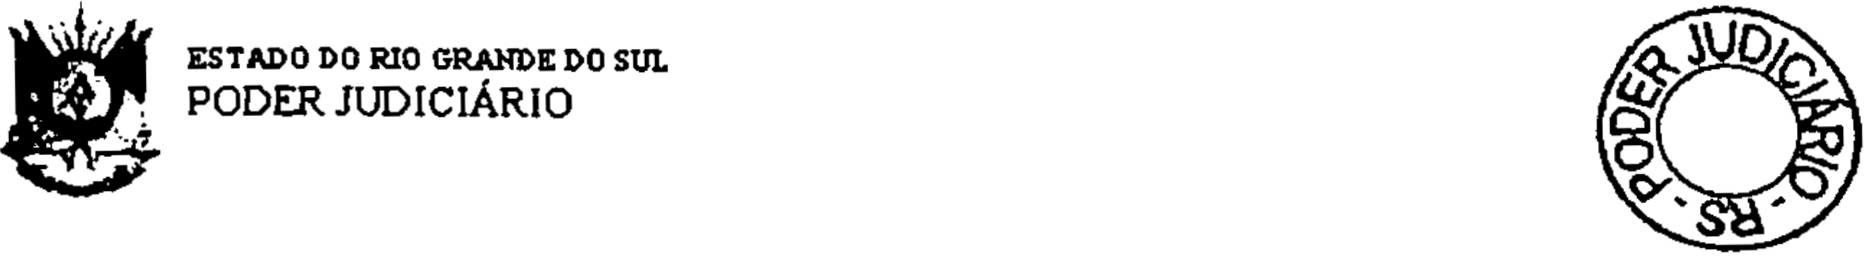 ESTADO DO RIO GRANDE DO SUL
PODER JUDICIÁRIO
PODER JUDICIÁRIO - RS -